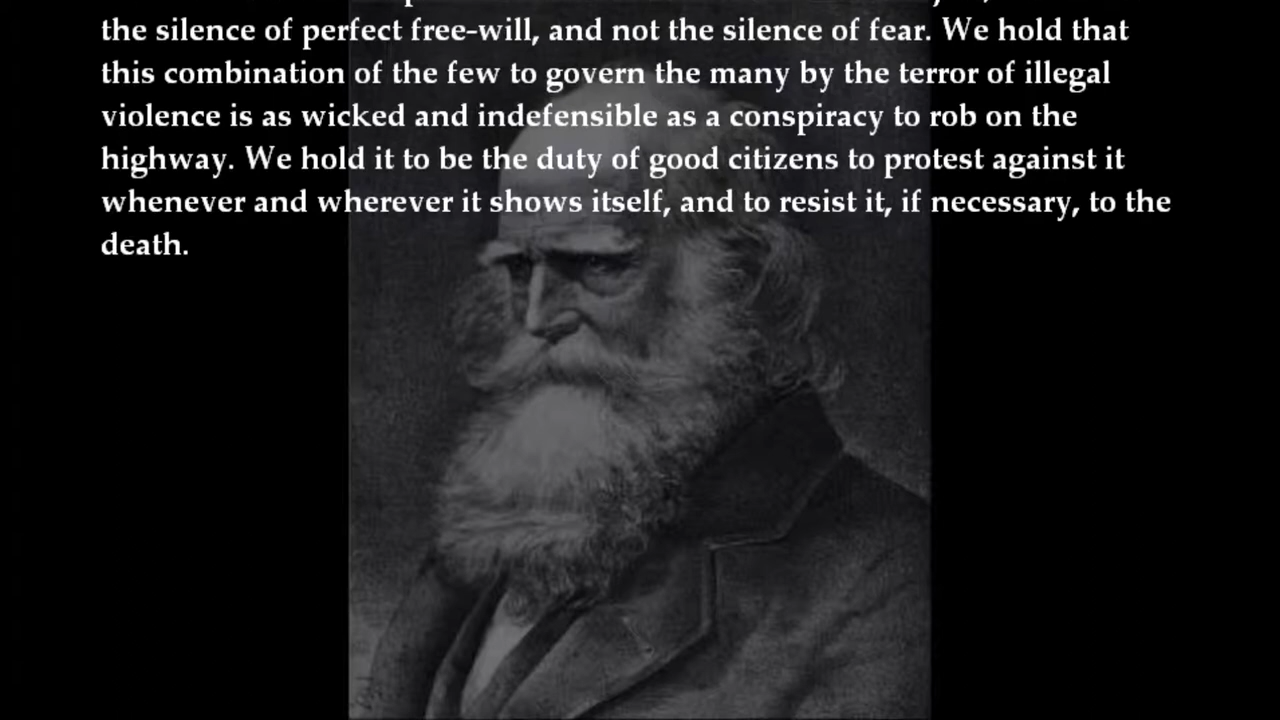 the silence of perfect free-will, and not the silence of fear. We hold that
this combination of the few to govern the many by the terror of illegal
violence is as wicked and indefensible as a conspiracy to rob on the
highway. We hold it to be the duty of good citizens to protest against it
whenever and wherever it shows itself, and to resist it, if necessary, to the
death.